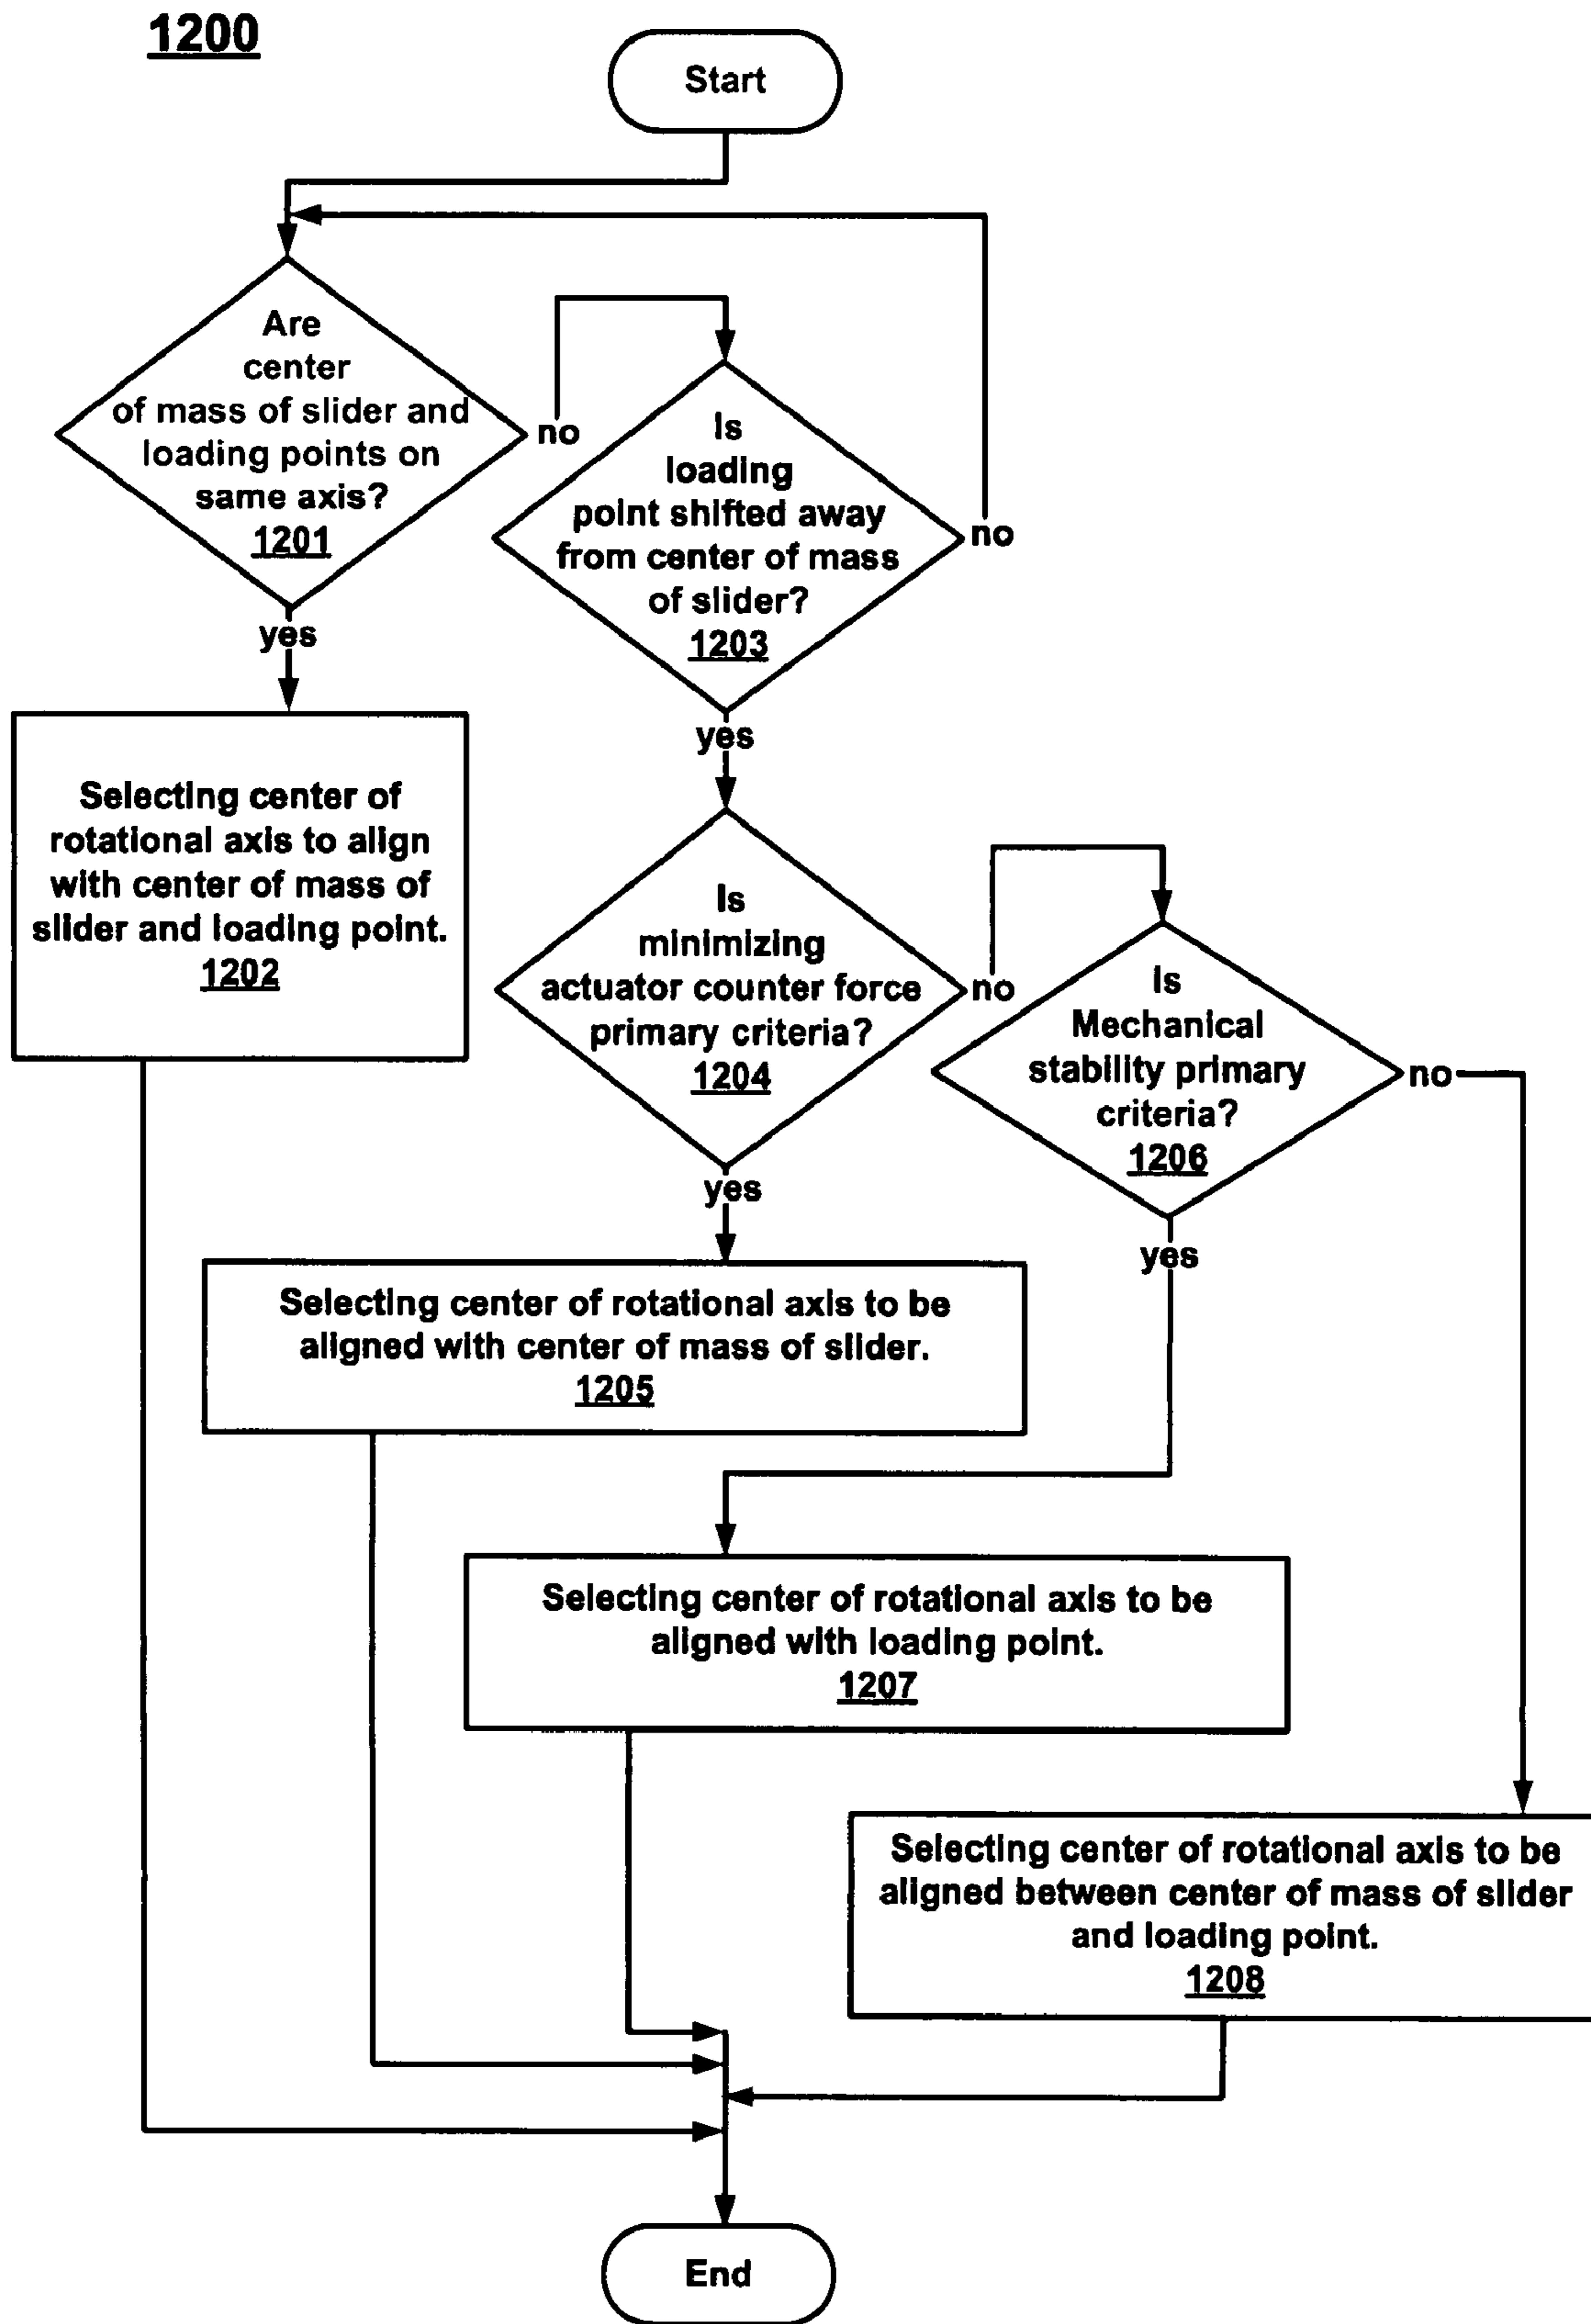 1200
Start
Are
center
of mass of slider and
loading points on
same axis?
1201
no
yes
Is
loading
point shifted away
from center of mass
of slider?
1203
no
yes
Selecting center of
rotational axis to align
with center of mass of
slider and loading point.
1202
Is
minimizing
actuator counter force
primary criteria?
1204
no
yes
Is
Mechanical
stability primary
criteria?
1206
no
yes
Selecting center of rotational axis to be
aligned with center of mass of slider.
1205
Selecting center of rotational axis to be
aligned with loading point.
1207
Selecting center of rotational axis to be
aligned between center of mass of slider
and loading point.
1208
End